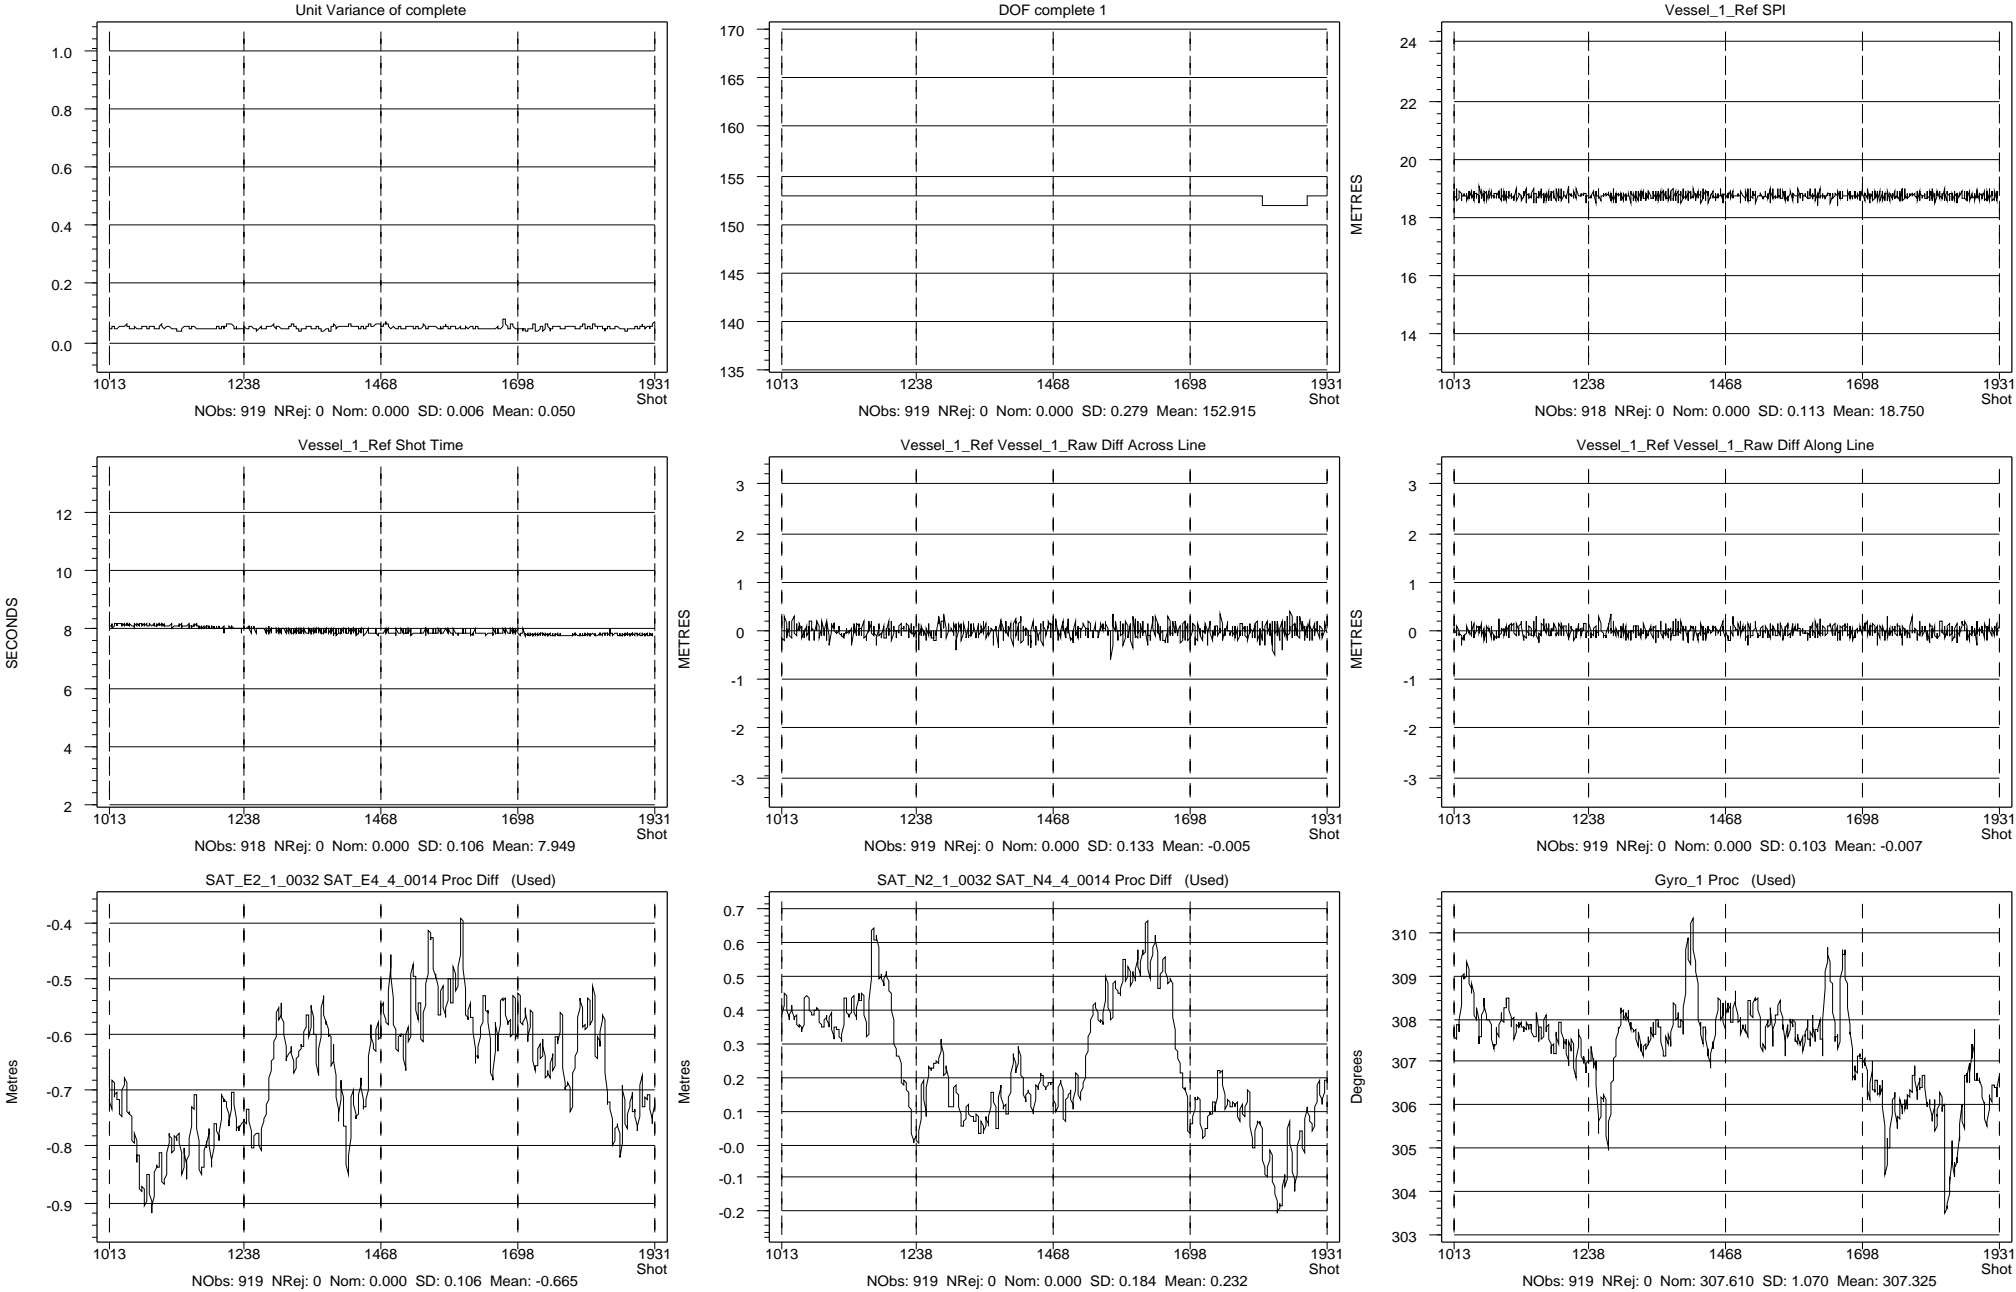 Unit Variance of complete
1.0
0.8
0.6
0.4
0.2
0.0
1013 1238 1468 1698 1931
Shot
NObs: 919 NRej: 0 Nom: 0.000 SD: 0.006 Mean: 0.050
DOF complete 1
170
165
160
155
150
145
140
135
1013 1238 1468 1698 1931
Shot
NObs: 919 NRej: 0 Nom: 0.000 SD: 0.279 Mean: 152.915
Vessel_1_Ref SPI
METRES
24
22
20
18
16
14
1013 1238 1468 1698 1931
Shot
NObs: 918 NRej: 0 Nom: 0.000 SD: 0.113 Mean: 18.750
Vessel_1_Ref Shot Time
SECONDS
12
10
8
6
4
2
1013 1238 1468 1698 1931
Shot
NObs: 918 NRej: 0 Nom: 0.000 SD: 0.106 Mean: 7.949
Vessel_1_Ref Vessel_1_Raw Diff Across Line
METRES
3
2
1
0
-1
-2
-3
1013 1238 1468 1698 1931
Shot
NObs: 919 NRej: 0 Nom: 0.000 SD: 0.133 Mean: -0.005
Vessel_1_Ref Vessel_1_Raw Diff Along Line
METRES
3
2
1
0
-1
-2
-3
1013 1238 1468 1698 1931
Shot
NObs: 919 NRej: 0 Nom: 0.000 SD: 0.103 Mean: -0.007
SAT_E2_1_0032 SAT_E4_4_0014 Proc Diff (Used)
Metres
-0.4
-0.5
-0.6
-0.7
-0.8
-0.9
1013 1238 1468 1698 1931
Shot
NObs: 919 NRej: 0 Nom: 0.000 SD: 0.106 Mean: -0.665
SAT_N2_1_0032 SAT_N4_4_0014 Proc Diff (Used)
Metres
0.7
0.6
0.5
0.4
0.3
0.2
0.1
-0.0
-0.1
-0.2
1013 1238 1468 1698 1931
Shot
NObs: 919 NRej: 0 Nom: 0.000 SD: 0.184 Mean: 0.232
Gyro_1 Proc (Used)
Degrees
310
309
308
307
306
305
304
303
1013 1238 1468 1698 1931
Shot
NObs: 919 NRej: 0 Nom: 307.610 SD: 1.070 Mean: 307.325